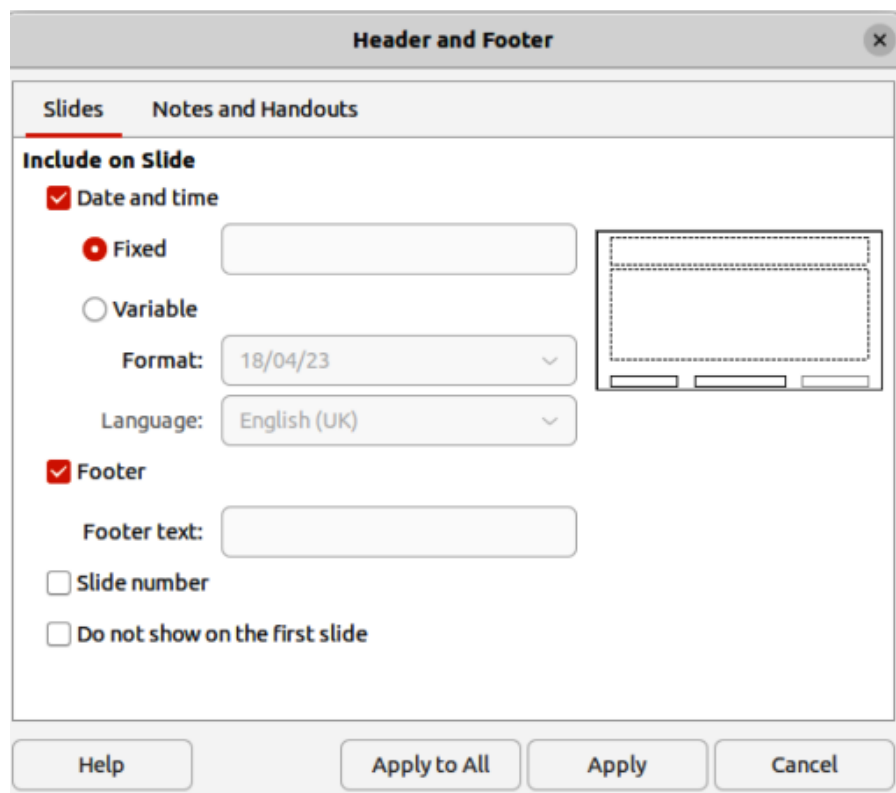 Header and Footer
Slides Notes and Handouts
Include on Slide
Date and time
Fixed
Variable
Format: 18/04/23
Language: English (UK)
Footer
Footer text:
Slide number
Do not show on the first slide
Help Apply to All Apply Cancel